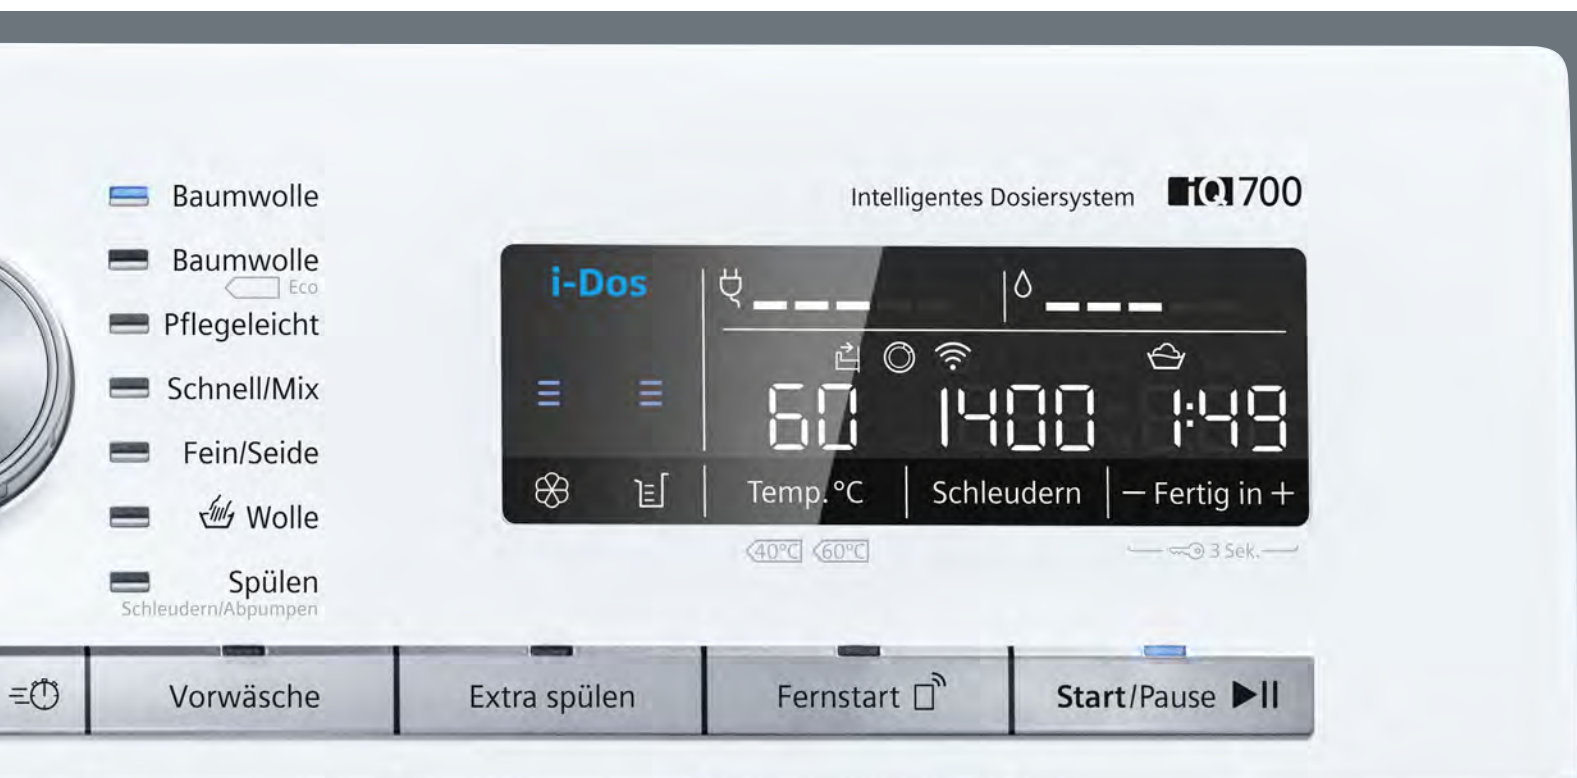 Baumwolle
Baumwolle
Eco
Pflegeleicht
Schnell/Mix
Fein/Seide
Wolle
Spülen
Schleudern/Abpumpen
Intelligentes Dosiersystem iQ700
i-Dos
60 1400 1:49
Temp.°C Schleudern − Fertig in +
40°C 60°C 3 Sek.
Vorwäsche Extra spülen Fernstart Start/Pause